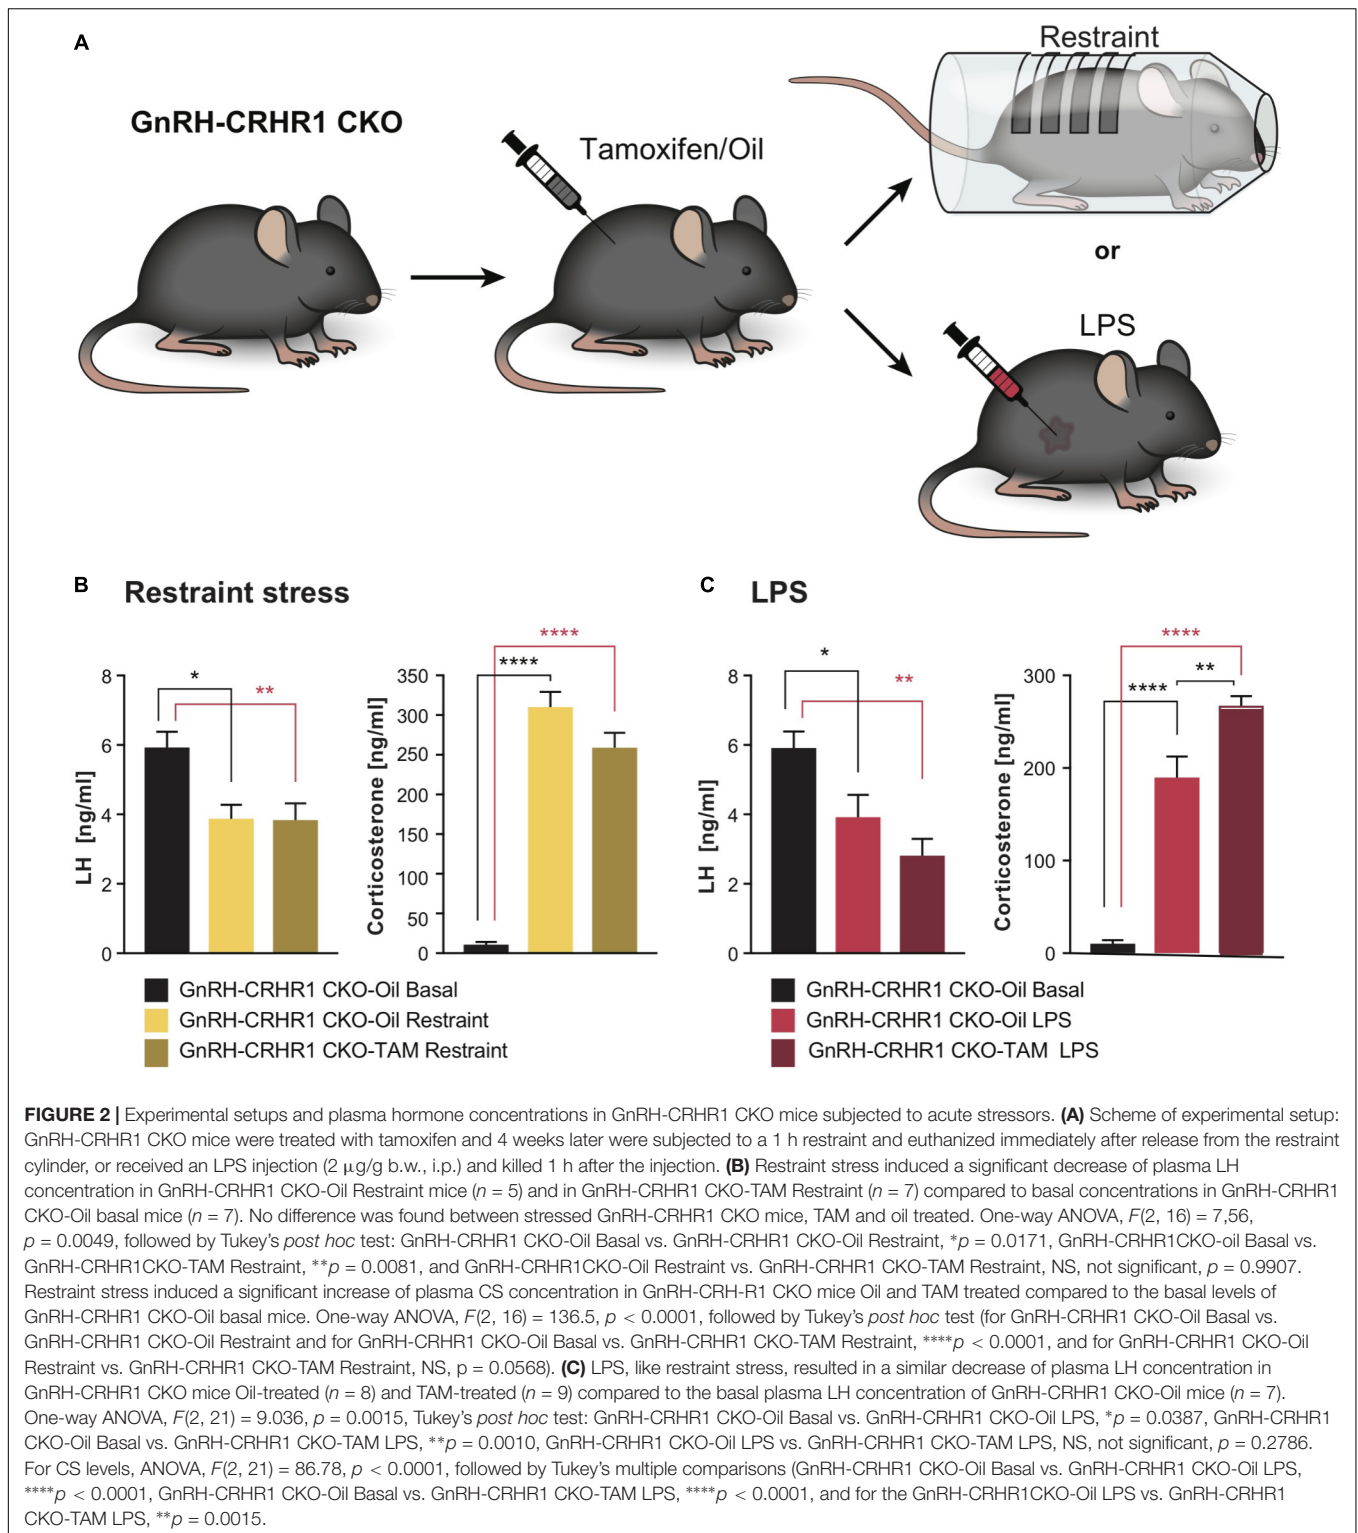 A
Restraint
GnRH-CRHR1 CKO
Tamoxifen/Oil
or
LPS
B Restraint stress
* **
8
6
4
2
0
LH [ng/ml]
**** ****
350
300
250
200
150
100
50
0
Corticosterone [ng/ml]
GnRH-CRHR1 CKO-Oil Basal
GnRH-CRHR1 CKO-Oil Restraint
GnRH-CRHR1 CKO-TAM Restraint
C LPS
* **
8
6
4
2
0
LH [ng/ml]
****
**** **
300
200
100
0
Corticosterone [ng/ml]
GnRH-CRHR1 CKO-Oil Basal
GnRH-CRHR1 CKO-Oil LPS
GnRH-CRHR1 CKO-TAM LPS
FIGURE 2 | Experimental setups and plasma hormone concentrations in GnRH-CRHR1 CKO mice subjected to acute stressors. (A) Scheme of experimental setup:
GnRH-CRHR1 CKO mice were treated with tamoxifen and 4 weeks later were subjected to a 1 h restraint and euthanized immediately after release from the restraint
cylinder, or received an LPS injection (2 μg/g b.w., i.p.) and killed 1 h after the injection. (B) Restraint stress induced a significant decrease of plasma LH
concentration in GnRH-CRHR1 CKO-Oil Restraint mice (n = 5) and in GnRH-CRHR1 CKO-TAM Restraint (n = 7) compared to basal concentrations in GnRH-CRHR1
CKO-Oil basal mice (n = 7). No difference was found between stressed GnRH-CRHR1 CKO mice, TAM and oil treated. One-way ANOVA, F(2, 16) = 7,56,
p = 0.0049, followed by Tukey's post hoc test: GnRH-CRHR1 CKO-Oil Basal vs. GnRH-CRHR1 CKO-Oil Restraint, *p = 0.0171, GnRH-CRHR1CKO-oil Basal vs.
GnRH-CRHR1CKO-TAM Restraint, **p = 0.0081, and GnRH-CRHR1CKO-Oil Restraint vs. GnRH-CRHR1 CKO-TAM Restraint, NS, not significant, p = 0.9907.
Restraint stress induced a significant increase of plasma CS concentration in GnRH-CRH-R1 CKO mice Oil and TAM treated compared to the basal levels of
GnRH-CRHR1 CKO-Oil basal mice. One-way ANOVA, F(2, 16) = 136.5, p < 0.0001, followed by Tukey's post hoc test (for GnRH-CRHR1 CKO-Oil Basal vs.
GnRH-CRHR1 CKO-Oil Restraint and for GnRH-CRHR1 CKO-Oil Basal vs. GnRH-CRHR1 CKO-TAM Restraint, ****p < 0.0001, and for GnRH-CRHR1 CKO-Oil
Restraint vs. GnRH-CRHR1 CKO-TAM Restraint, NS, p = 0.0568). (C) LPS, like restraint stress, resulted in a similar decrease of plasma LH concentration in
GnRH-CRHR1 CKO mice Oil-treated (n = 8) and TAM-treated (n = 9) compared to the basal plasma LH concentration of GnRH-CRHR1 CKO-Oil mice (n = 7).
One-way ANOVA, F(2, 21) = 9.036, p = 0.0015, Tukey's post hoc test: GnRH-CRHR1 CKO-Oil Basal vs. GnRH-CRHR1 CKO-Oil LPS, *p = 0.0387, GnRH-CRHR1
CKO-Oil Basal vs. GnRH-CRHR1 CKO-TAM LPS, **p = 0.0010, GnRH-CRHR1 CKO-Oil LPS vs. GnRH-CRHR1 CKO-TAM LPS, NS, not significant, p = 0.2786.
For CS levels, ANOVA, F(2, 21) = 86.78, p < 0.0001, followed by Tukey's multiple comparisons (GnRH-CRHR1 CKO-Oil Basal vs. GnRH-CRHR1 CKO-Oil LPS,
****p < 0.0001, GnRH-CRHR1 CKO-Oil Basal vs. GnRH-CRHR1 CKO-TAM LPS, ****p < 0.0001, and for the GnRH-CRHR1CKO-Oil LPS vs. GnRH-CRHR1
CKO-TAM LPS, **p = 0.0015.